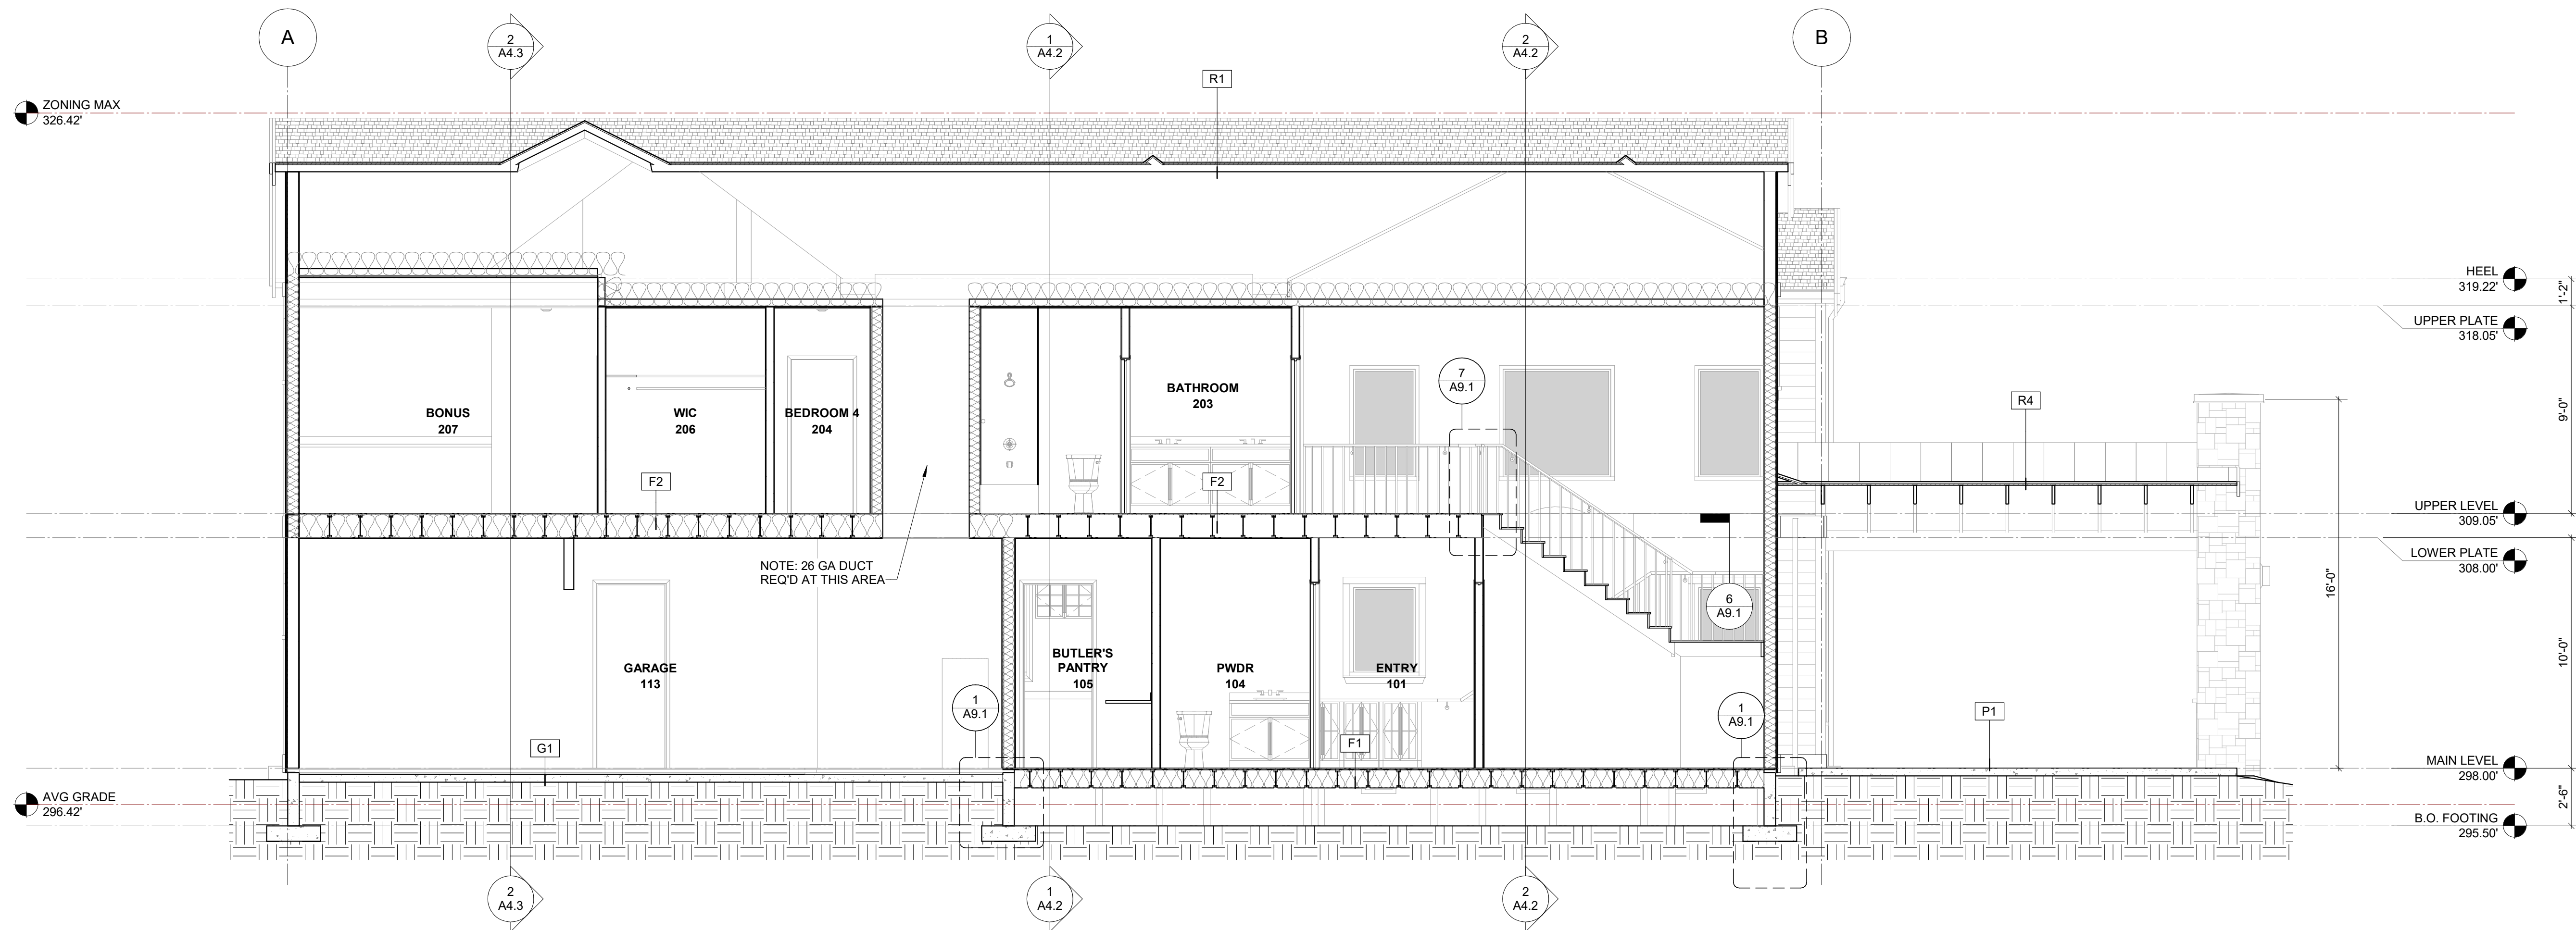 A
2
A4.3
1
A4.2
2
A4.2
B
R1
ZONING MAX
326.42'
HEEL
319.22'
1'-2"
UPPER PLATE
318.05'
7
A9.1
BATHROOM
203
BONUS
207
WIC
206
BEDROOM 4
204
R4
9'-0"
F2
F2
UPPER LEVEL
309.05'
LOWER PLATE
308.00'
NOTE: 26 GA DUCT
REQ'D AT THIS AREA
16'-0"
6
A9.1
BUTLER'S
PANTRY
105
GARAGE
113
PWDR
104
ENTRY
101
10'-0"
1
A9.1
1
A9.1
P1
G1
F1
MAIN LEVEL
298.00'
AVG GRADE
296.42'
2'-6"
B.O. FOOTING
295.50'
2
A4.3
1
A4.2
2
A4.2